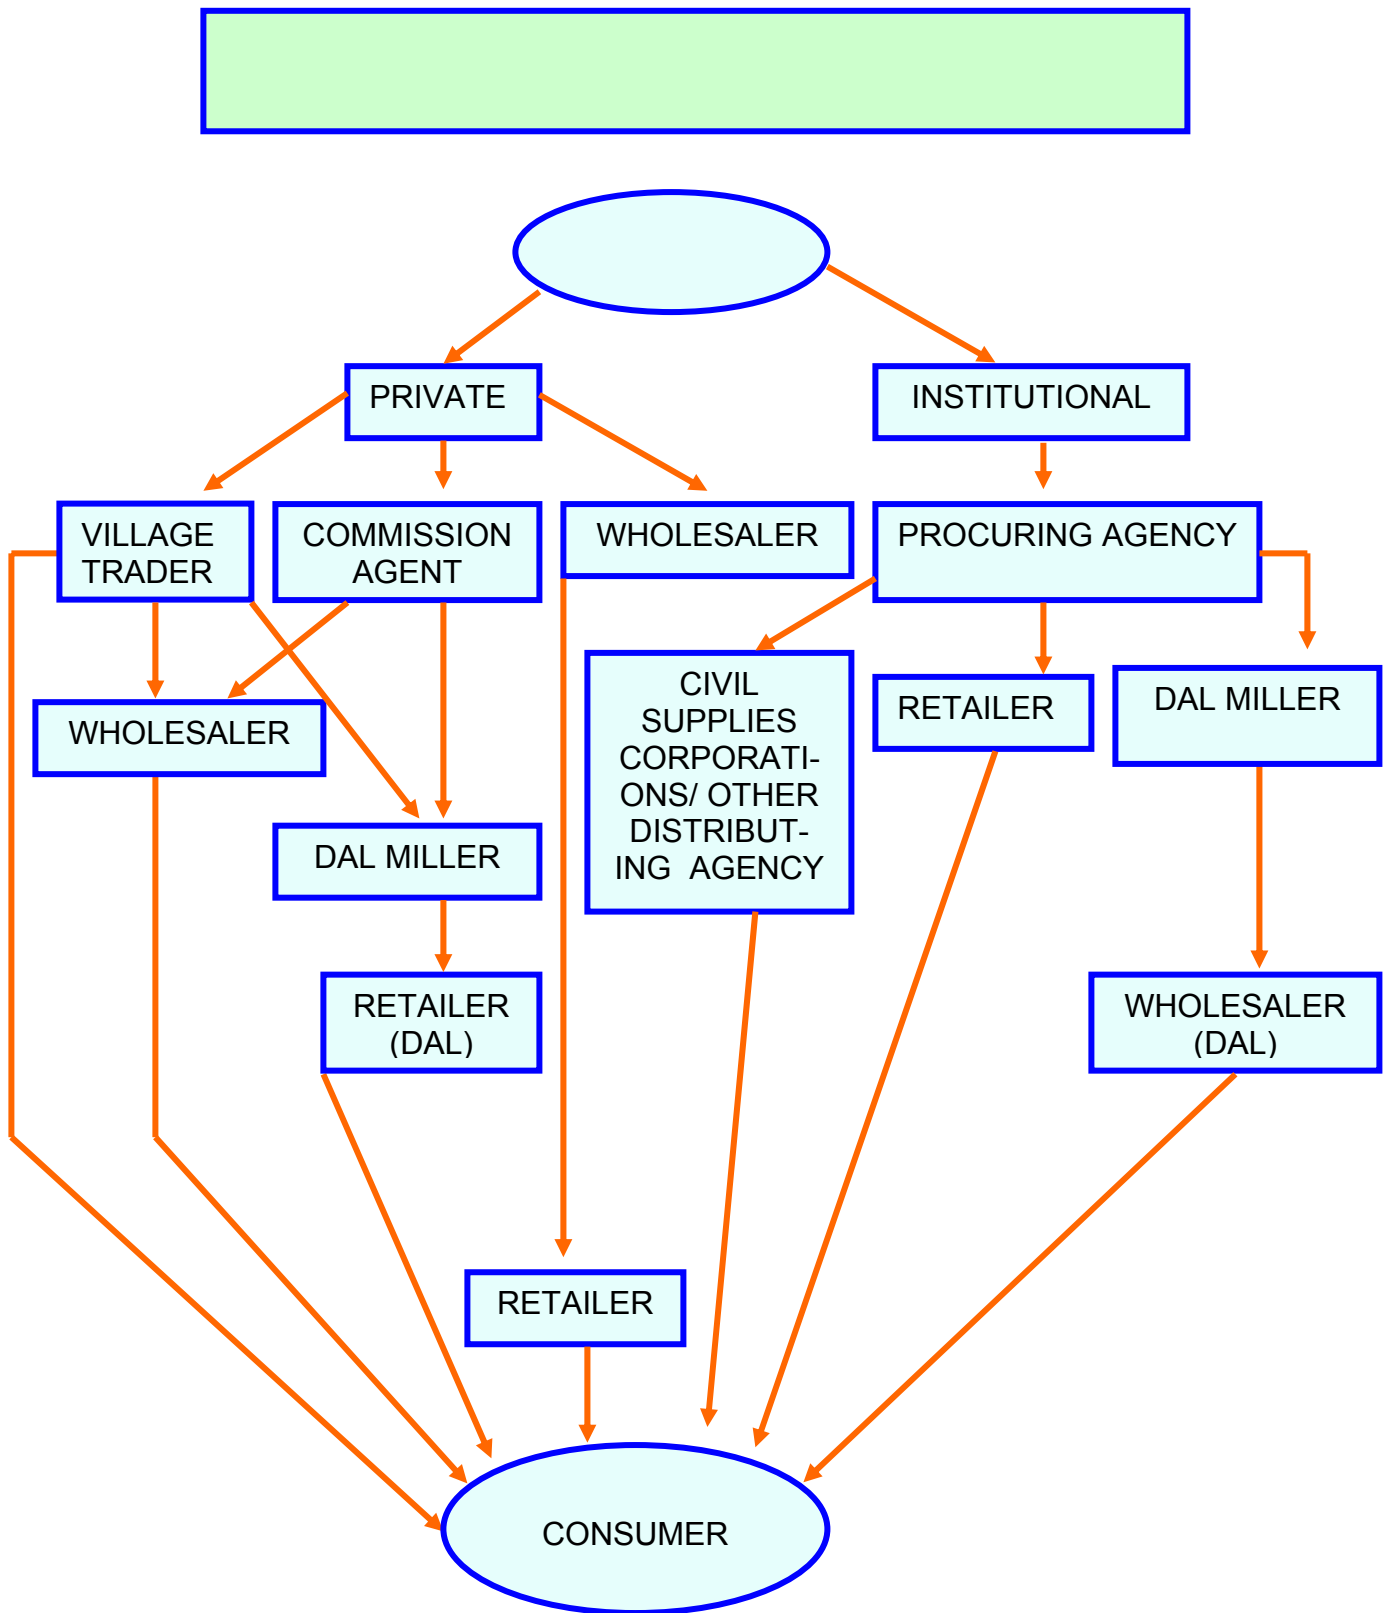 PRIVATE
INSTITUTIONAL
VILLAGE
TRADER
COMMISSION
AGENT
WHOLESALER
PROCURING AGENCY
CIVIL
SUPPLIES
CORPORATI-
ONS/ OTHER
DISTRIBUT-
ING AGENCY
RETAILER
DAL MILLER
WHOLESALER
DAL MILLER
RETAILER
(DAL)
WHOLESALER
(DAL)
RETAILER
CONSUMER